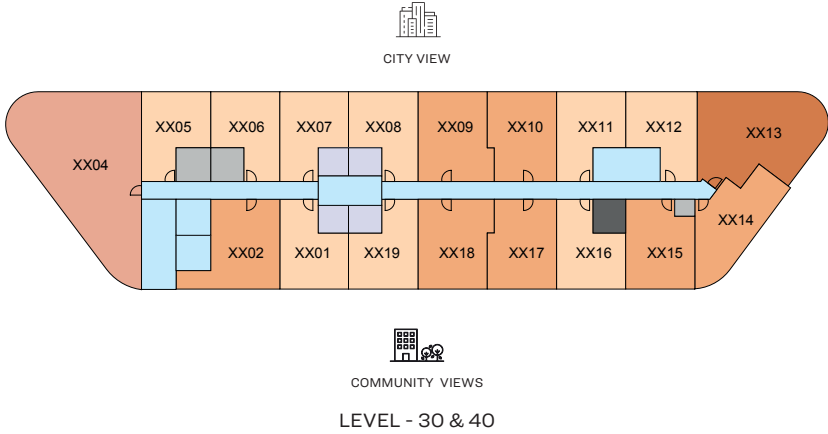 CITY VIEW
XX05 XX06 XX07 XX08 XX09 XX10 XX11 XX12
XX13
XX04
XX14
XX02 XX01 XX19 XX18 XX17 XX16 XX15
COMMUNITY VIEWS
LEVEL - 30 & 40